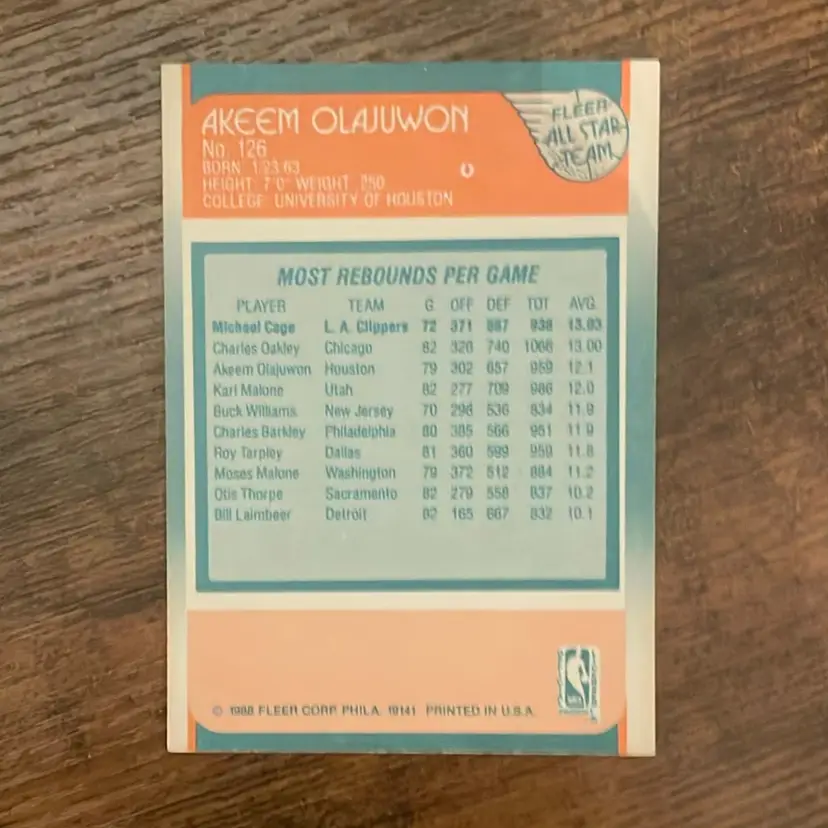 AKEEM OLAJUWON
No. 126
BORN 1/23/63
HEIGHT 7'0" WEIGHT 250
COLLEGE UNIVERSITY OF HOUSTON
FLEER
ALL STAR
TEAM
MOST REBOUNDS PER GAME
PLAYER TEAM G. OFF DEF TOT AVG.
Michael Cage L. A. Clippers 72 371 567 938 13.03
Charles Oakley Chicago 82 326 740 1066 13.00
Akeem Olajuwon Houston 79 302 657 959 12.1
Karl Malone Utah 82 277 709 986 12.0
Buck Williams New Jersey 70 298 536 834 11.9
Charles Barkley Philadelphia 80 385 566 951 11.9
Roy Tarpley Dallas 81 360 599 959 11.8
Moses Malone Washington 79 372 512 884 11.2
Otis Thorpe Sacramento 82 279 558 837 10.2
Bill Laimbeer Detroit 82 165 667 832 10.1
© 1988 FLEER CORP. PHILA. 19141 PRINTED IN U.S.A.